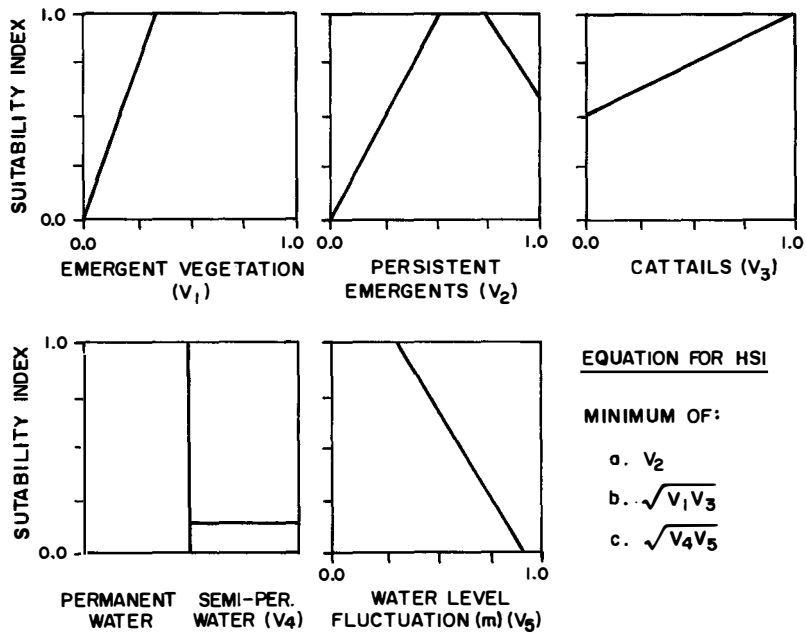 SUITABILITY INDEX
1.0
0.0
0.0 1.0
EMERGENT VEGETATION
(V1)
0.0 1.0
PERSISTENT
EMERGENTS (V2)
0.0 1.0
CATTAILS (V3)
SUTABILITY INDEX
1.0
0.0
PERMANENT
WATER
SEMI-PER.
WATER (V4)
0.0 1.0
WATER LEVEL
FLUCTUATION (m) (V5)
EQUATION FOR HSI
MINIMUM OF:
a. V2
b. √V1V3
c. √V4V5